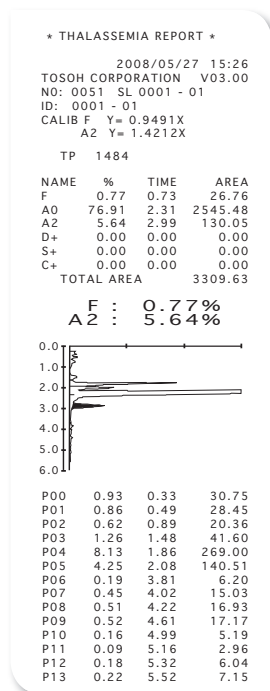 * THALASSEMIA REPORT *
2008/05/27 15:26
TOSOH CORPORATION V03.00
N0: 0051 SL 0001 - 01
ID: 0001 - 01
CALIB F Y= 0.9491X
A2 Y= 1.4212X
TP 1484
NAME % TIME AREA
F 0.77 0.73 26.76
A0 76.91 2.31 2545.48
A2 5.64 2.99 130.05
D+ 0.00 0.00 0.00
S+ 0.00 0.00 0.00
C+ 0.00 0.00 0.00
TOTAL AREA 3309.63
F : 0.77%
A2 : 5.64%
0.0
1.0
2.0
3.0
4.0
5.0
6.0
P00 0.93 0.33 30.75
P01 0.86 0.49 28.45
P02 0.62 0.89 20.36
P03 1.26 1.48 41.60
P04 8.13 1.86 269.00
P05 4.25 2.08 140.51
P06 0.19 3.81 6.20
P07 0.45 4.02 15.03
P08 0.51 4.22 16.93
P09 0.52 4.61 17.17
P10 0.16 4.99 5.19
P11 0.09 5.16 2.96
P12 0.18 5.32 6.04
P13 0.22 5.52 7.15